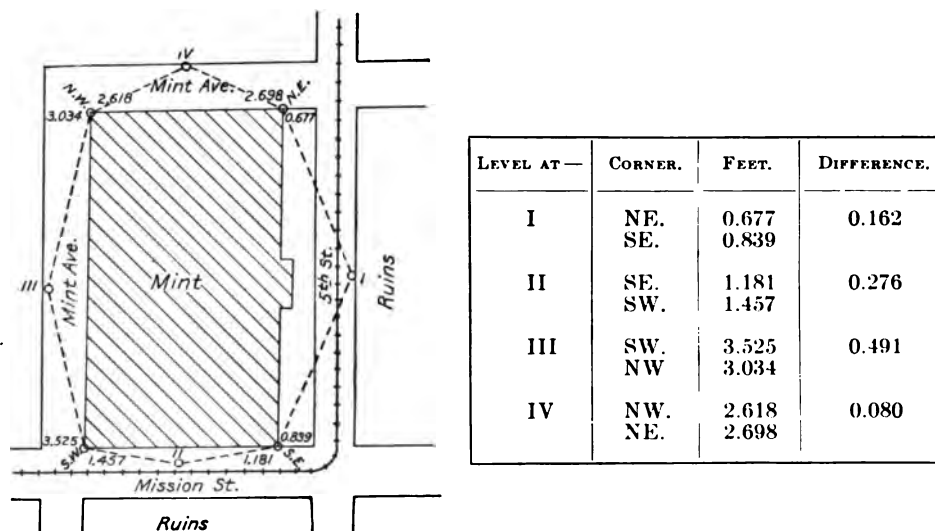 IV
Mint Ave.
N.W.
2,618
2.698
N.E.
3.034
0.677
Mint Ave.
III
Mint
5th St.
I
Ruins
3.525
S.W.
1.457
II
1.181
0.839
S.E.
Mission St.
Ruins
LEVEL AT— CORNER. FEET. DIFFERENCE.
I NE. 0.677 0.162
SE. 0.839
II SE. 1.181 0.276
SW. 1.457
III SW. 3.525 0.491
NW 3.034
IV NW. 2.618 0.080
NE. 2.698